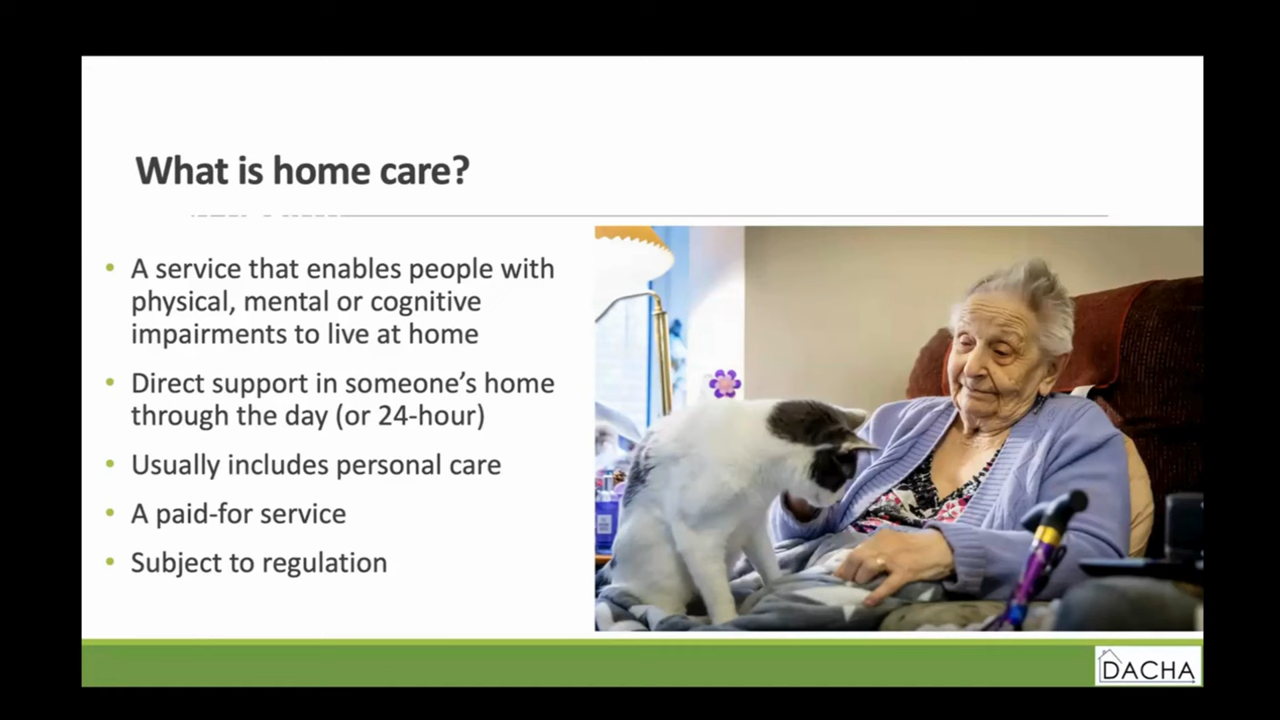 What is home care?
• A service that enables people with
physical, mental or cognitive
impairments to live at home
• Direct support in someone’s home
through the day (or 24-hour)
• Usually includes personal care
• A paid-for service
• Subject to regulation
DACHA